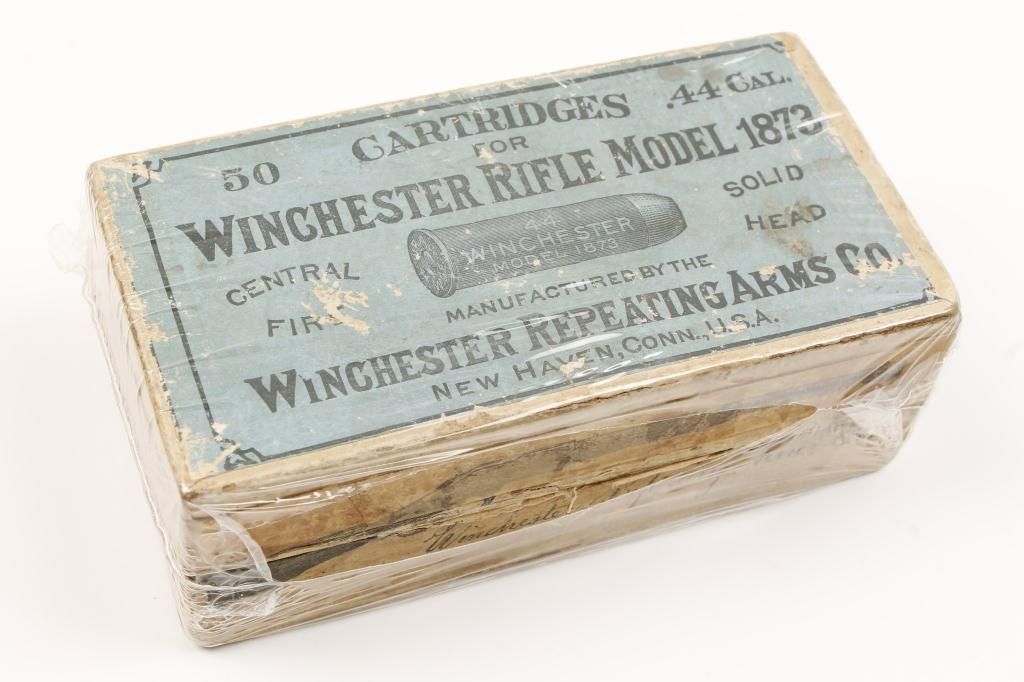 50 CARTRIDGES .44 CAL.
FOR
WINCHESTER RIFLE MODEL 1873
CENTRAL
FIRE
.44
WINCHESTER
MODEL 1873
SOLID
HEAD
MANUFACTURED BY THE
WINCHESTER REPEATING ARMS CO.
NEW HAVEN, CONN., U.S.A.
Winchester